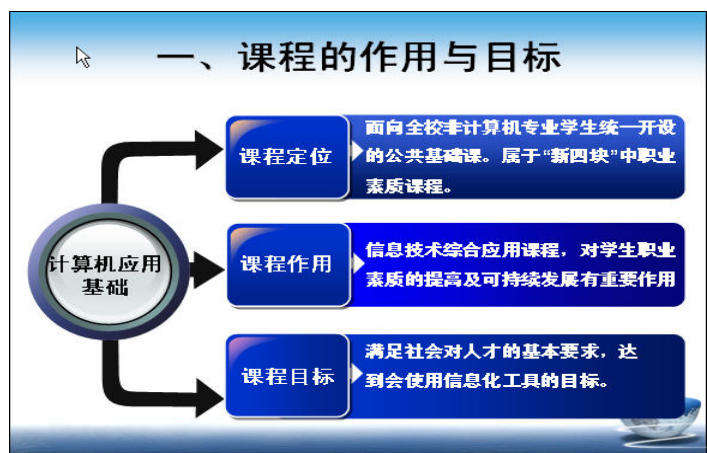 一、课程的作用与目标
课程定位
面向全校非计算机专业学生统一开设
的公共基础课。属于“新四块”中职业
素质课程。
计算机应用
基础
课程作用
信息技术综合应用课程，对学生职业
素质的提高及可持续发展有重要作用
课程目标
满足社会对人才的基本要求，达
到会使用信息化工具的目标。